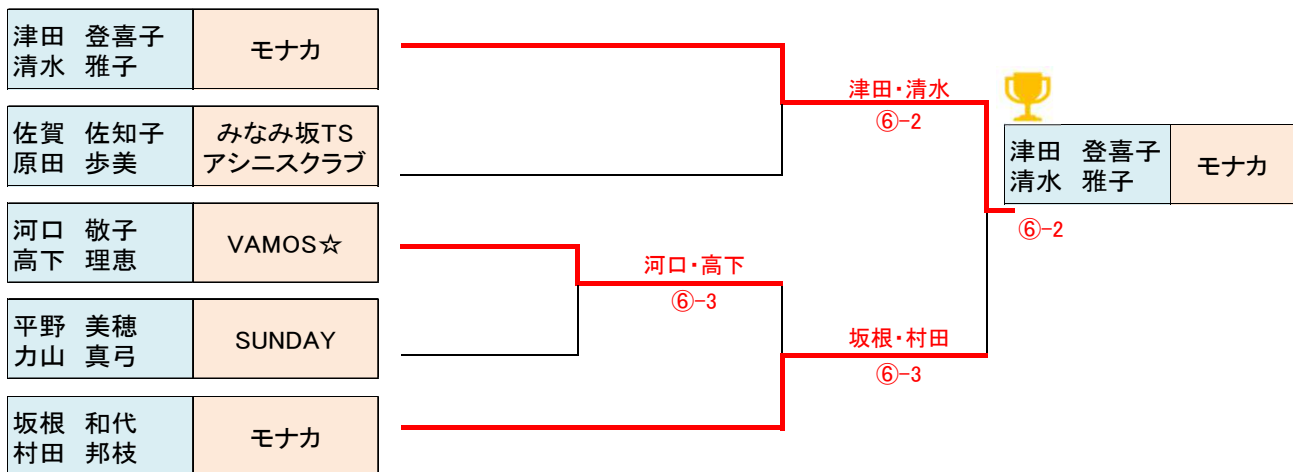 津田　登喜子
清水　雅子
モナカ
佐賀　佐知子
原田　歩美
みなみ坂TS
アシニスクラブ
河口　敬子
高下　理恵
VAMOS☆
平野　美穂
力山　真弓
SUNDAY
坂根　和代
村田　邦枝
モナカ
河口・高下
⑥-3
津田・清水
⑥-2
坂根・村田
⑥-3
津田　登喜子
清水　雅子
モナカ
⑥-2